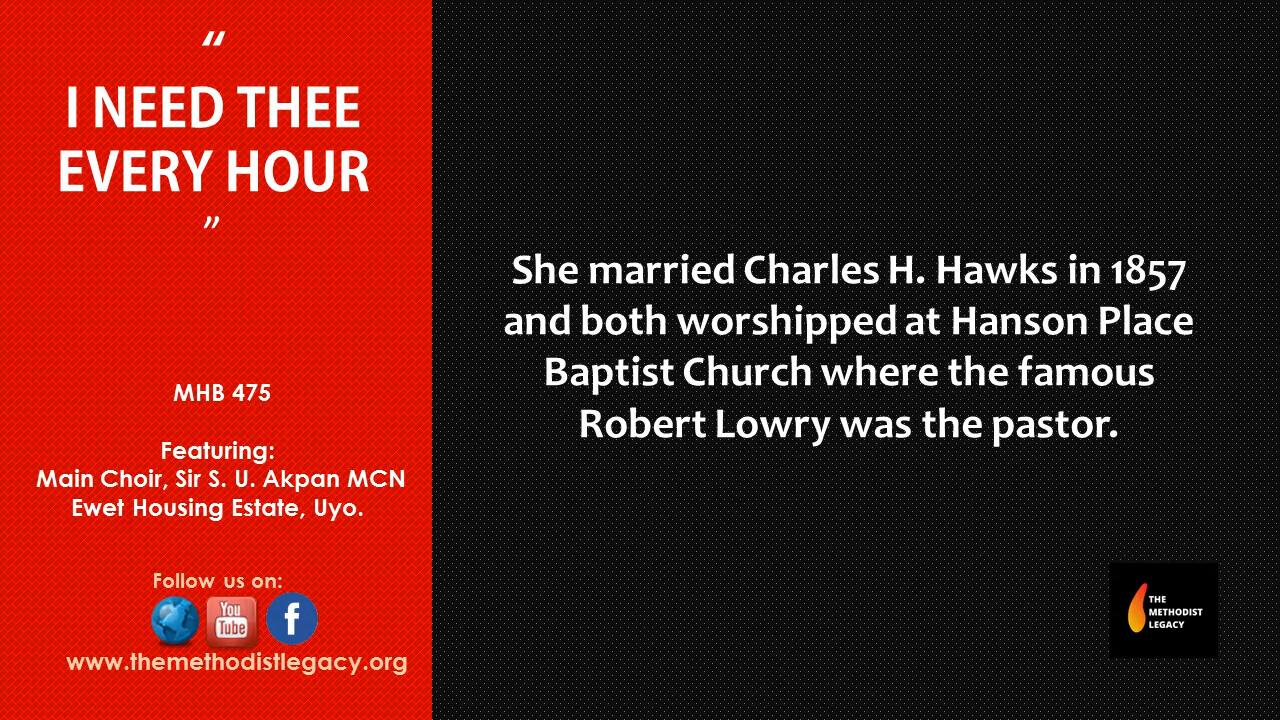 “
I NEED THEE
EVERY HOUR
”
MHB 475
Featuring:
Main Choir, Sir S. U. Akpan MCN
Ewet Housing Estate, Uyo.
Follow us on:
You
Tube
f
www.themethodistlegacy.org
She married Charles H. Hawks in 1857
and both worshipped at Hanson Place
Baptist Church where the famous
Robert Lowry was the pastor.
THE
METHODIST
LEGACY